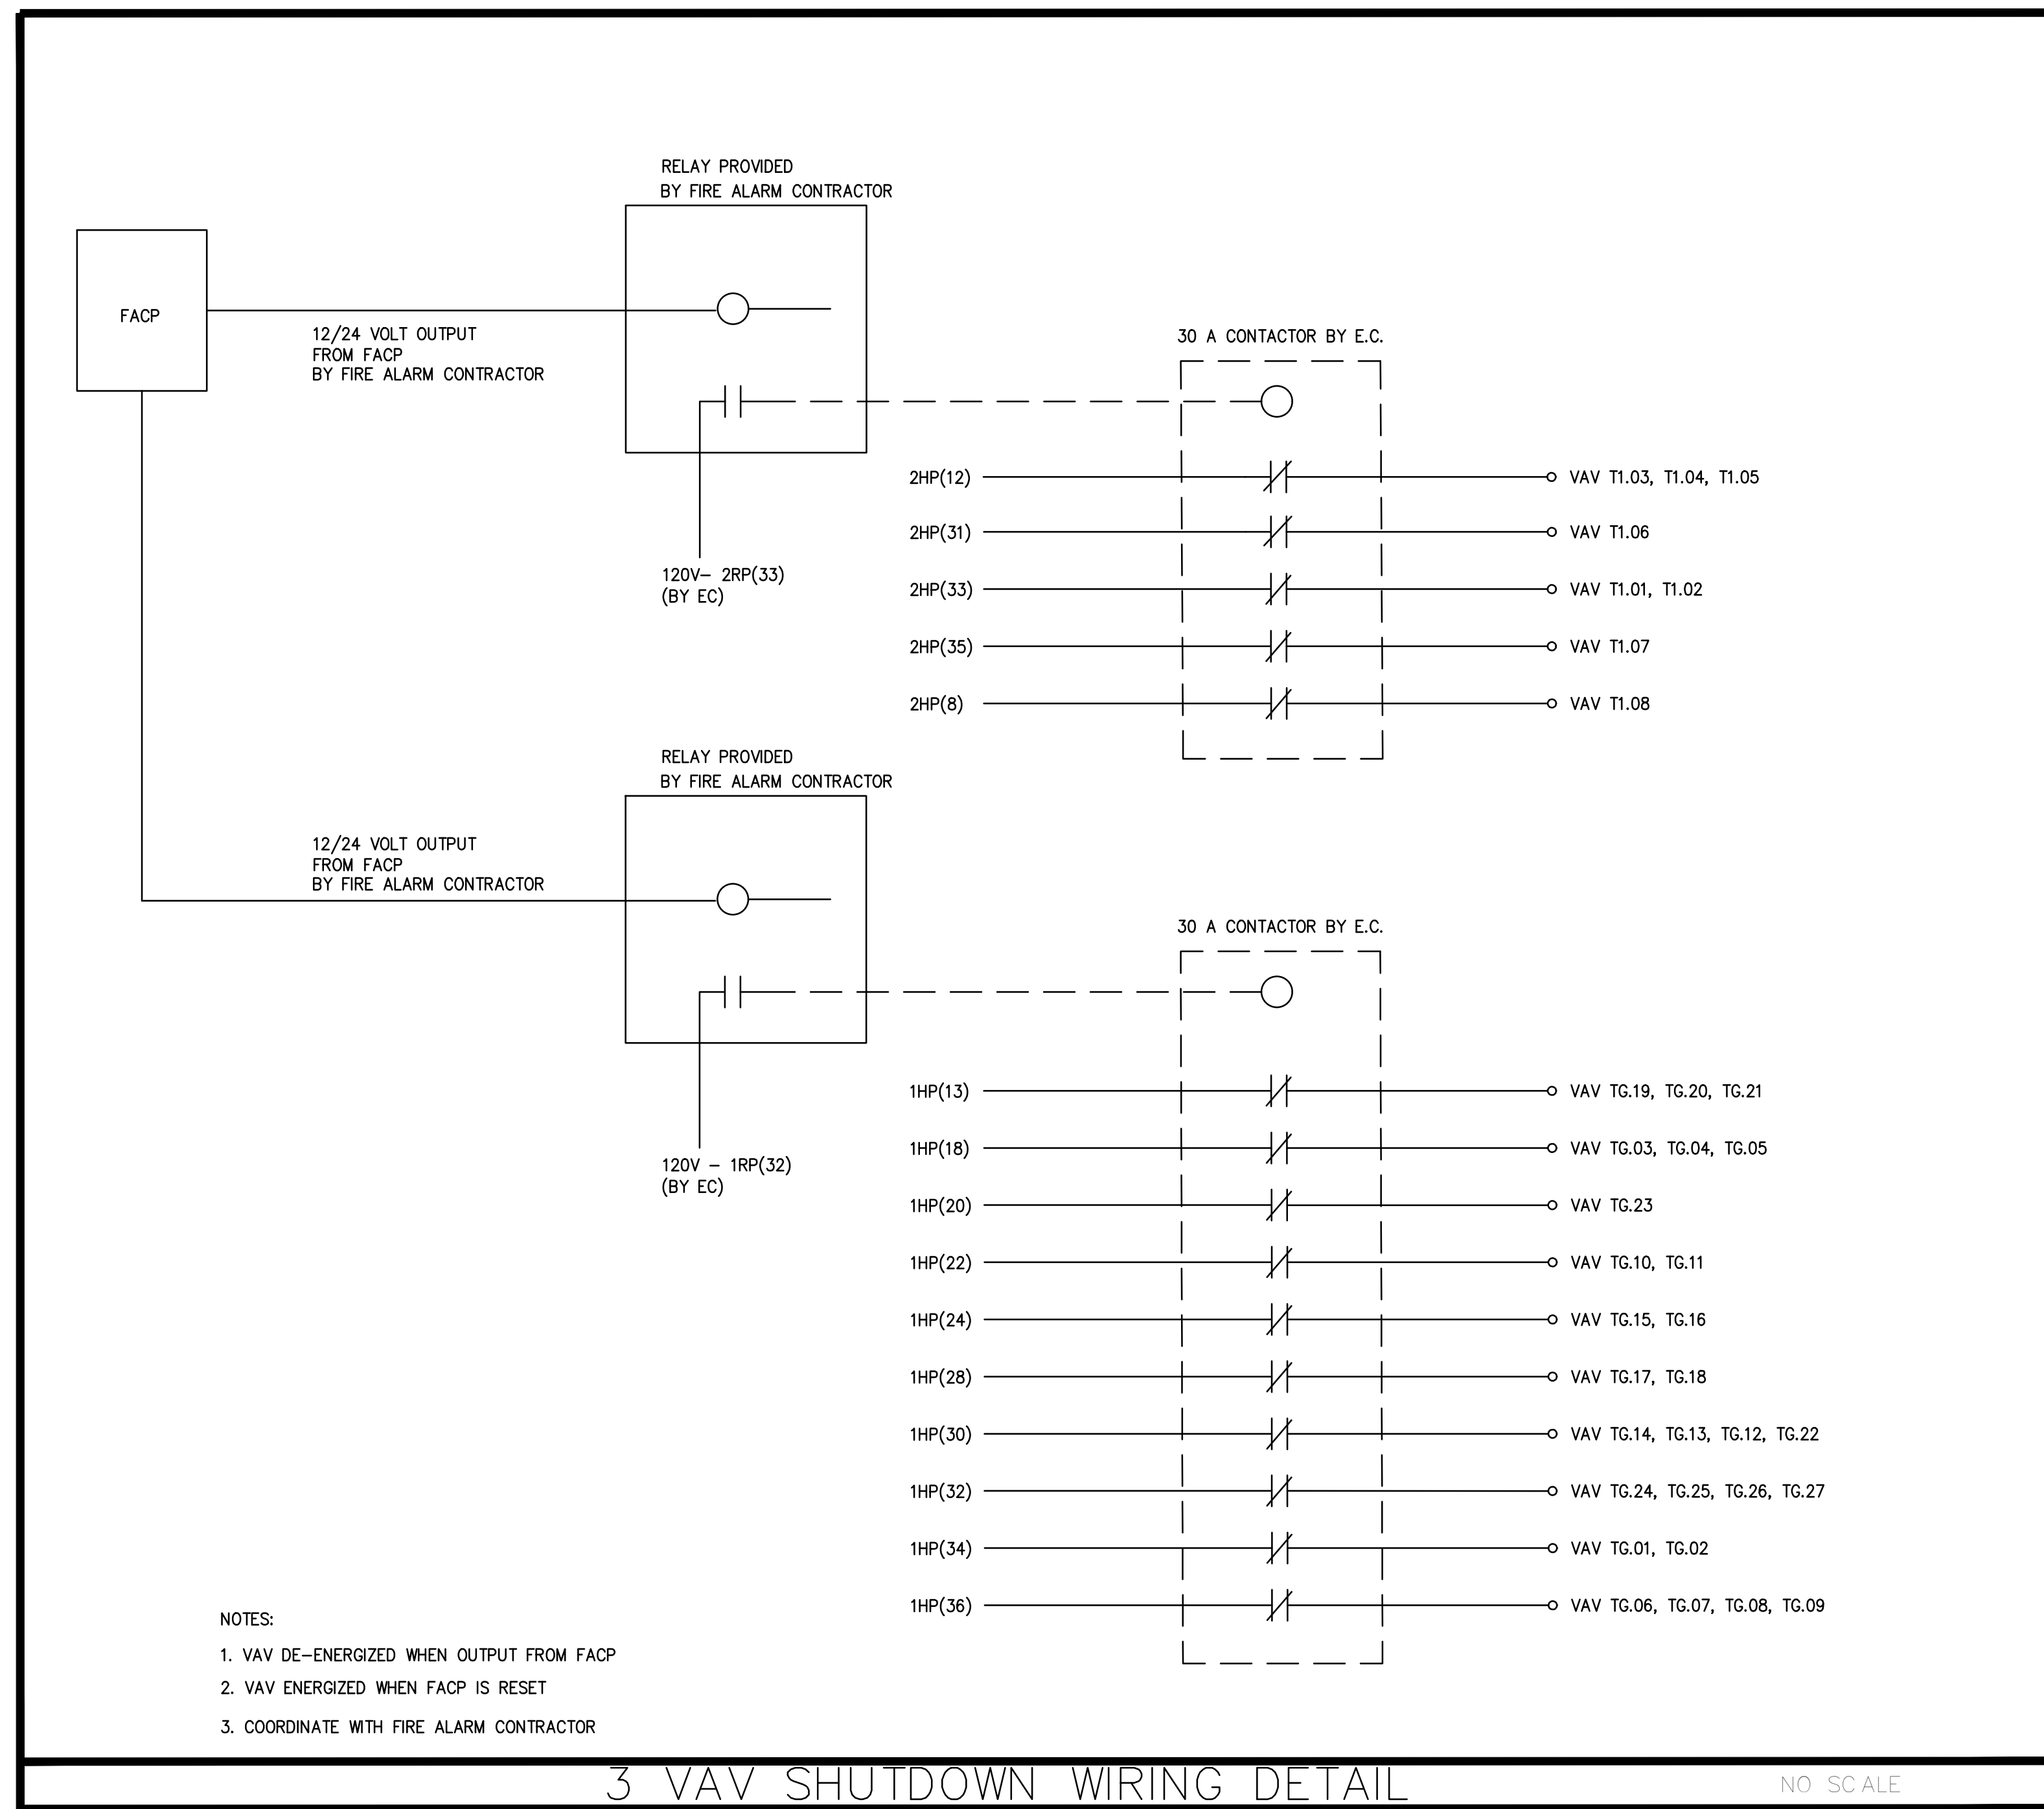 RELAY PROVIDED
BY FIRE ALARM CONTRACTOR
FACP
12/24 VOLT OUTPUT
FROM FACP
BY FIRE ALARM CONTRACTOR
30 A CONTACTOR BY E.C.
2HP(12) VAV T1.03, T1.04, T1.05
2HP(31) VAV T1.06
120V- 2RP(33)
(BY EC)
2HP(33) VAV T1.01, T1.02
2HP(35) VAV T1.07
2HP(8) VAV T1.08
RELAY PROVIDED
BY FIRE ALARM CONTRACTOR
12/24 VOLT OUTPUT
FROM FACP
BY FIRE ALARM CONTRACTOR
30 A CONTACTOR BY E.C.
1HP(13) VAV TG.19, TG.20, TG.21
1HP(18) VAV TG.03, TG.04, TG.05
120V - 1RP(32)
(BY EC)
1HP(20) VAV TG.23
1HP(22) VAV TG.10, TG.11
1HP(24) VAV TG.15, TG.16
1HP(28) VAV TG.17, TG.18
1HP(30) VAV TG.14, TG.13, TG.12, TG.22
1HP(32) VAV TG.24, TG.25, TG.26, TG.27
1HP(34) VAV TG.01, TG.02
1HP(36) VAV TG.06, TG.07, TG.08, TG.09
NOTES:
1. VAV DE-ENERGIZED WHEN OUTPUT FROM FACP
2. VAV ENERGIZED WHEN FACP IS RESET
3. COORDINATE WITH FIRE ALARM CONTRACTOR
3 VAV SHUTDOWN WIRING DETAIL
NO SCALE